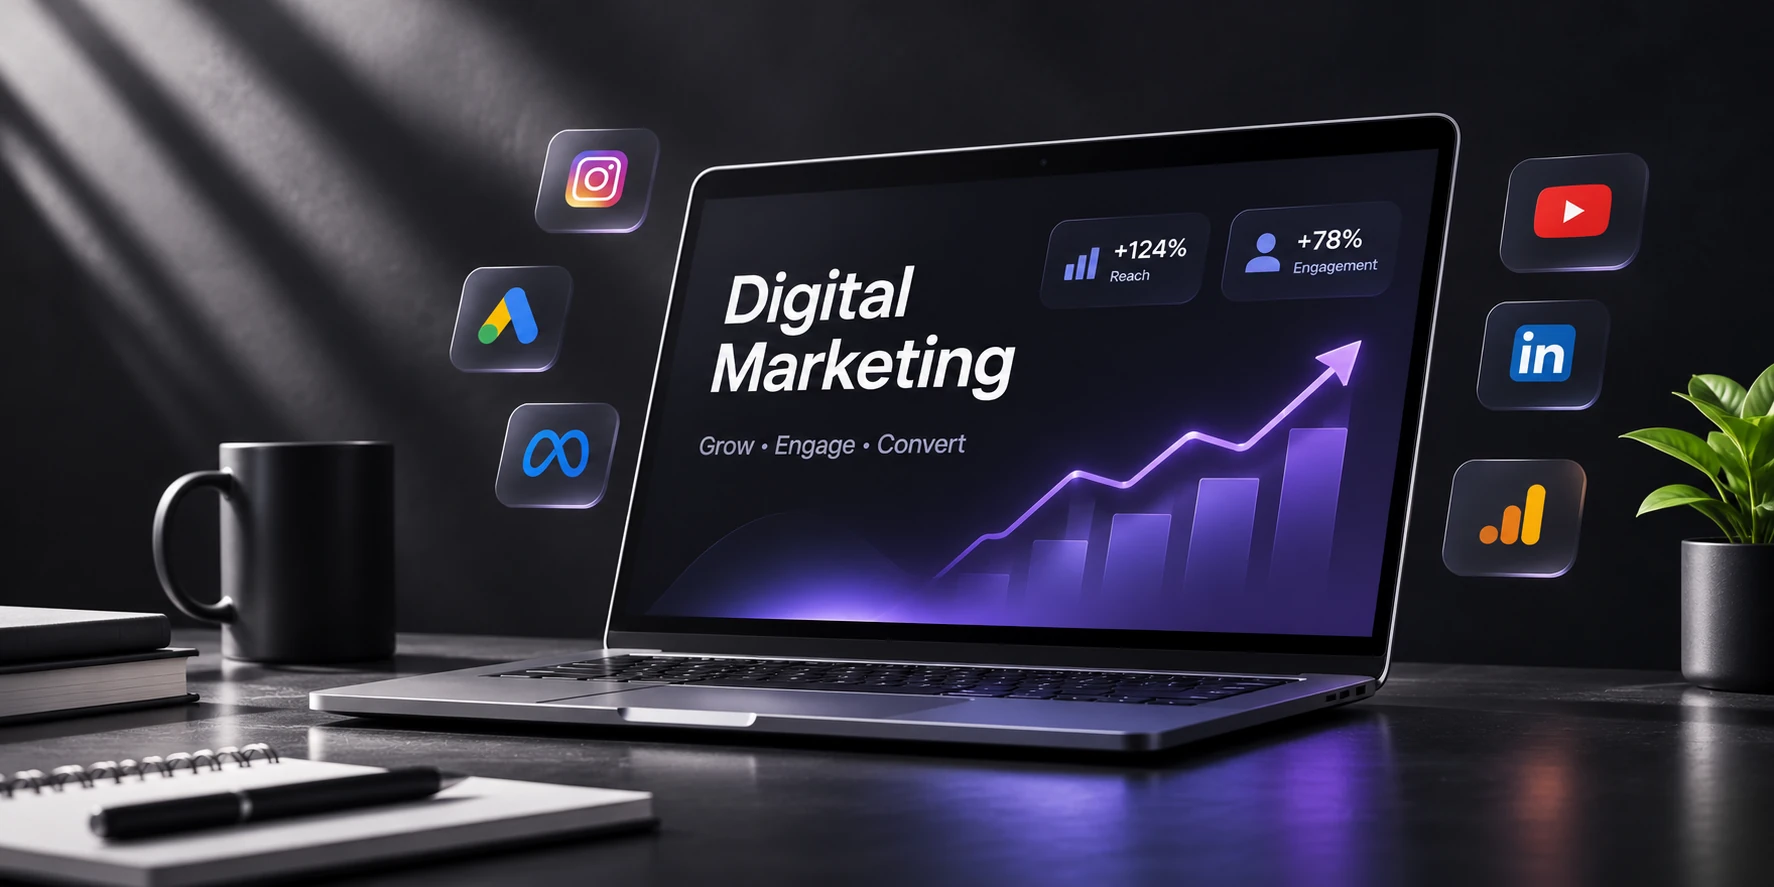 Digital
Marketing
Grow • Engage • Convert
+124%
Reach
+78%
Engagement
in